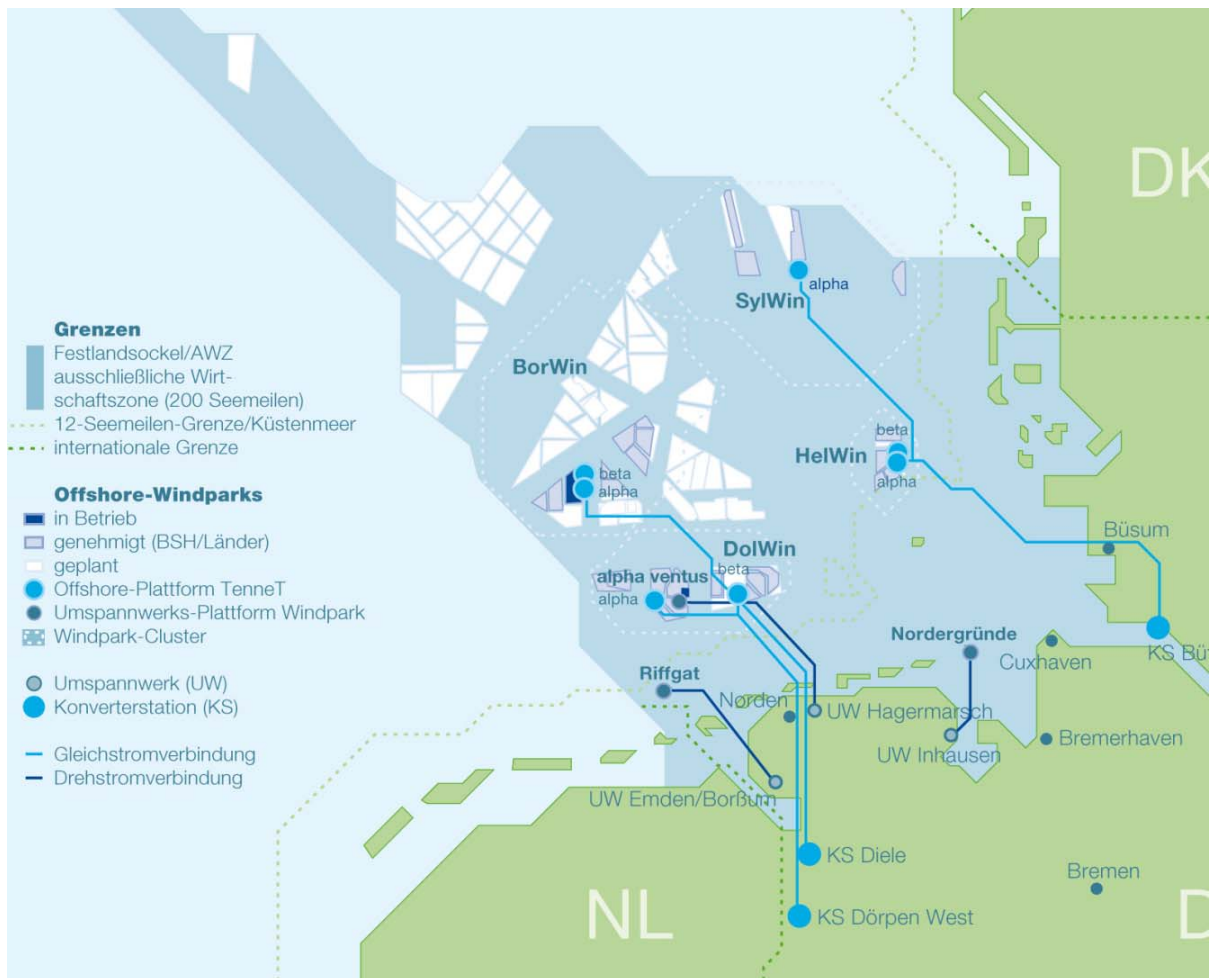 DK
Grenzen
Festlandsockel/AWZ
ausschließliche Wirt-
schaftszone (200 Seemeilen)
12-Seemeilen-Grenze/Küstenmeer
internationale Grenze
Offshore-Windparks
in Betrieb
genehmigt (BSH/Länder)
geplant
Offshore-Plattform TenneT
Umspannwerks-Plattform Windpark
Windpark-Cluster
Umspannwerk (UW)
Konverterstation (KS)
Gleichstromverbindung
Drehstromverbindung
alpha
SylWin
BorWin
beta
HelWin
alpha
beta
alpha
Büsum
DolWin
alpha ventus
beta
alpha
Nordergründe
KS Bü
Cuxhaven
Riffgat
Norden
UW Hagermarsch
UW Inhausen
Bremerhaven
UW Emden/Borßum
KS Diele
Bremen
NL
KS Dörpen West
D